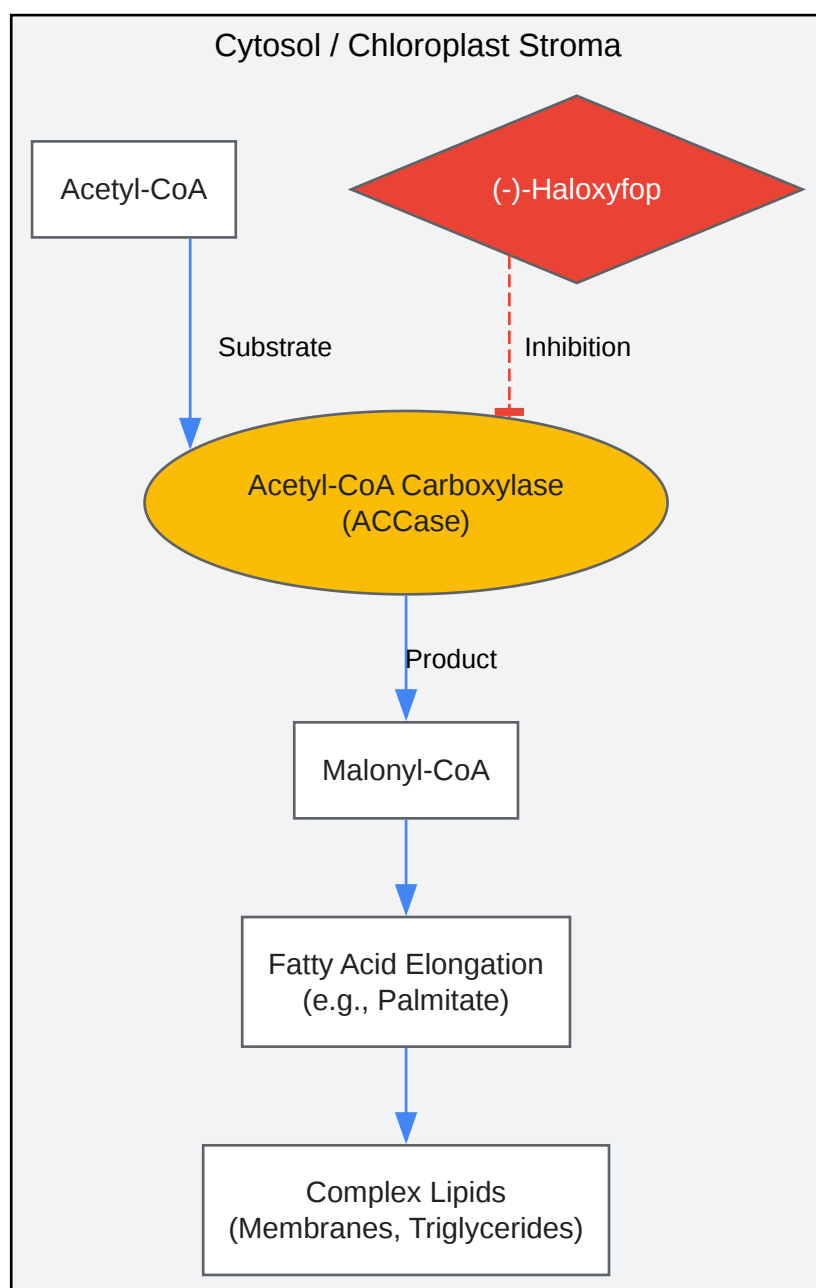 Cytosol / Chloroplast Stroma
Acetyl-CoA
(-)-Haloxyfop
Substrate
Inhibition
Acetyl-CoA Carboxylase
(ACCase)
Product
Malonyl-CoA
Fatty Acid Elongation
(e.g., Palmitate)
Complex Lipids
(Membranes, Triglycerides)